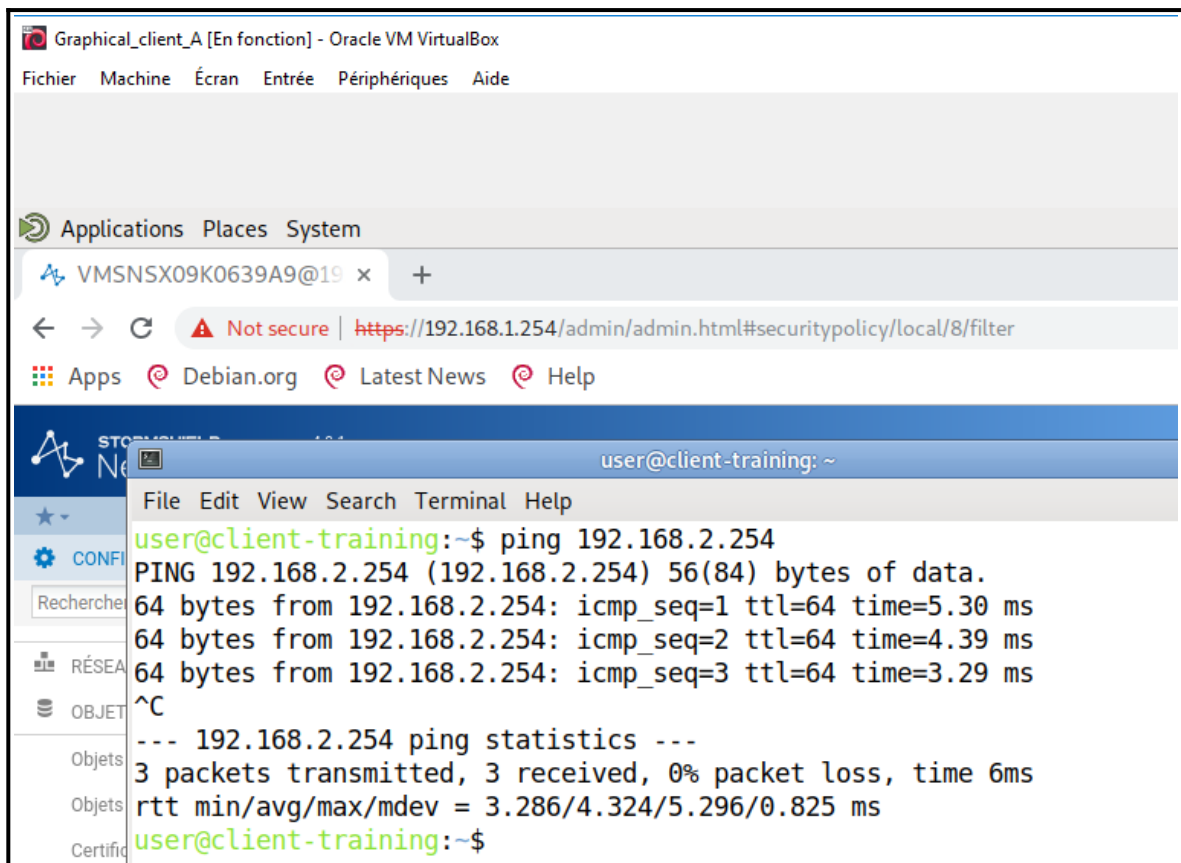 Graphical_client_A [En fonction] - Oracle VM VirtualBox
Fichier Machine Écran Entrée Périphériques Aide
Applications Places System
VMSNSX09K0639A9@19 × +
Not secure | https://192.168.1.254/admin/admin.html#securitypolicy/local/8/filter
Apps Debian.org Latest News Help
user@client-training: ~
File Edit View Search Terminal Help
user@client-training:~$ ping 192.168.2.254
CONFI
PING 192.168.2.254 (192.168.2.254) 56(84) bytes of data.
Rechercher
64 bytes from 192.168.2.254: icmp_seq=1 ttl=64 time=5.30 ms
64 bytes from 192.168.2.254: icmp_seq=2 ttl=64 time=4.39 ms
RÉSEA
64 bytes from 192.168.2.254: icmp_seq=3 ttl=64 time=3.29 ms
OBJET
^C
--- 192.168.2.254 ping statistics ---
Objets
3 packets transmitted, 3 received, 0% packet loss, time 6ms
Objets
rtt min/avg/max/mdev = 3.286/4.324/5.296/0.825 ms
Certific
user@client-training:~$